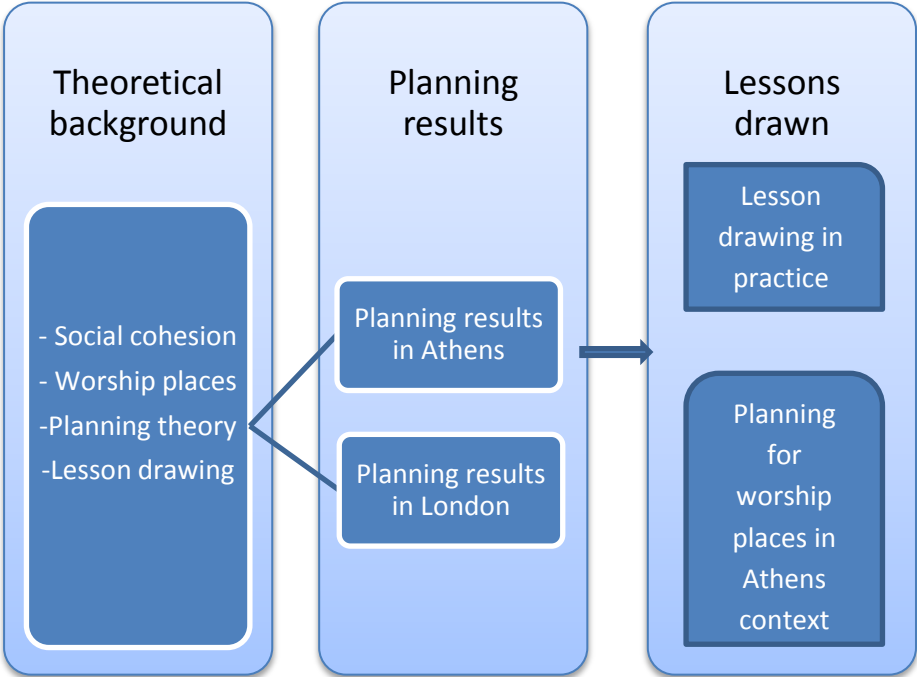 Theoretical
background
- Social cohesion
- Worship places
-Planning theory
-Lesson drawing
Planning
results
Planning results
in Athens
Planning results
in London
Lessons
drawn
Lesson
drawing in
practice
Planning
for
worship
places in
Athens
context